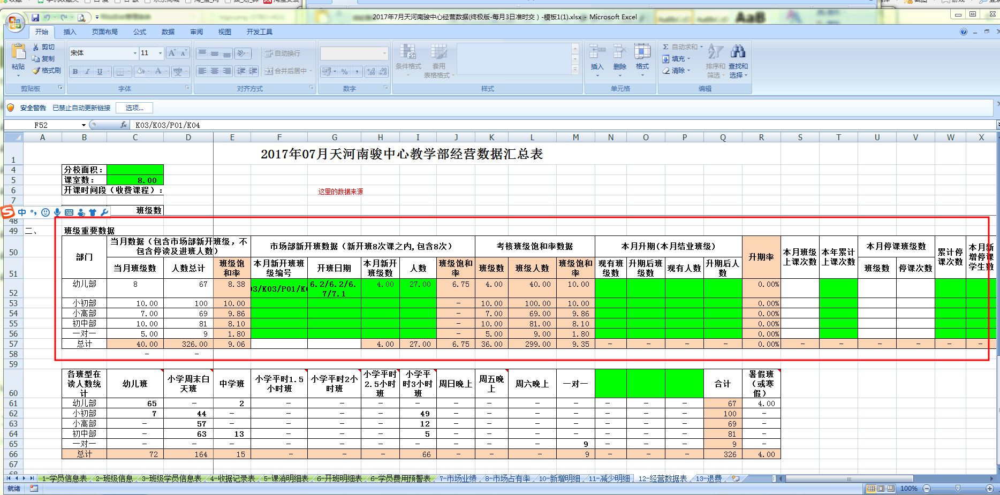 2017年7月天河南骏中心经营数据(终极版-每月3日准时交）-模板1(1).xlsx - Microsoft Excel
开始 插入 页面布局 公式 数据 审阅 视图 开发工具
粘贴 剪切 复制 格式刷 剪贴板
宋体 11 B I U 字体
自动换行 合并后居中 对齐方式
数字
条件格式 套用表格格式 样式
插入 删除 格式 单元格
Σ 自动求和 填充 清除 排序和筛选 查找和选择 编辑
安全警告 已禁止自动更新链接 选项...
F52 fx K03/K03/P01/K04
A B C D E F G H I J K L M N O P Q R S T U V W X
1 2017年07月天河南骏中心教学部经营数据汇总表
4 分校面积：
5 课室数： 8.00
6 开课时间段（收费课程）： 这里的数据来源
7
班级数
中
48
49 二、 班级重要数据
50 部门 当月数据（包含市场部新开班级，不包含停读及进班人数） 市场部新开班数据（新开班8次课之内,包含8次） 考核班级饱和率数据 本月升期(本月结业班级) 升期率 本月班级上课次数 本年累计上课次数 本月停课班级数 累计停课次数 本月新增停课学生数
51 当月班级数 人数总计 班级饱和率 本月新开班班级编号 开班日期 本月新开班级数 人数 班级饱和率 班级数 班级人数 班级饱和率 现有班级数 升期后班级数 现有人数 升期后人数 班级数 停课次数
52 幼儿部 8 67 8.38 03/K03/P01/K0 6.2/6.2/6.7/7.1 4.00 27.00 6.75 4.00 40.00 10.00 0.00%
53 小初部 10.00 100 10.00 - 10.00 100.00 10.00 0.00%
54 小高部 7.00 69 9.86 - 7.00 69.00 9.86 0.00%
55 初中部 10.00 81 8.10 - 10.00 81.00 8.10 0.00%
56 一对一 5.00 9 1.80 - 5.00 9.00 1.80 0.00%
57 总计 40.00 326.00 9.06 4.00 27.00 6.75 36.00 299.00 9.35 - - - - 0.00% - - - - - -
58 - -
59
60 各班型在读人数统计 幼儿班 小学周末白天班 中学班 小学平时1.5小时班 小学平时2小时班 小学平时2.5小时班 小学平时3小时班 周日晚上 周五晚上 周六晚上 一对一 合计 暑假班（或寒假）
61 幼儿部 65 - 2 - - - - - - - - - - - 67 4.00
62 小初部 7 44 - - - - 49 - - - - - - - 100 -
63 小高部 - 57 - - - 12 - - - - - - - 69 -
64 初中部 - 63 13 - - - 5 - - - - - - - 81 -
65 一对一 - - - - - - - - - - 9 - - - 9 -
66 总计 72 164 15 - - - 66 - - - 9 - - - 326 4.00
67
68
1-学员信息表 2-班级信息 3-班级学员信息表 4-收据记录表 5-课消明细表 6-开班明细表 6-学员费用预警表 7-市场业绩 8-市场占有率 10-新增明细 11-减少明细 12-经营数据表 13-退费
就绪 100%